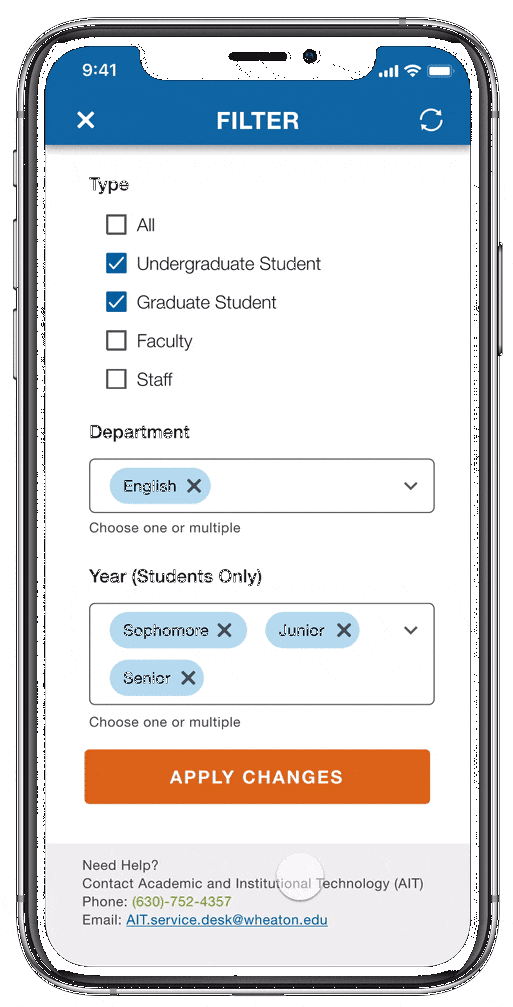 9:41
FILTER
Type
All
Undergraduate Student
Graduate Student
Faculty
Staff
Department
English
Choose one or multiple
Year (Students Only)
Sophomore Junior
Senior
Choose one or multiple
APPLY CHANGES
Need Help?
Contact Academic and Institutional Technology (AIT)
Phone: (630)-752-4357
Email: AIT.service.desk@wheaton.edu